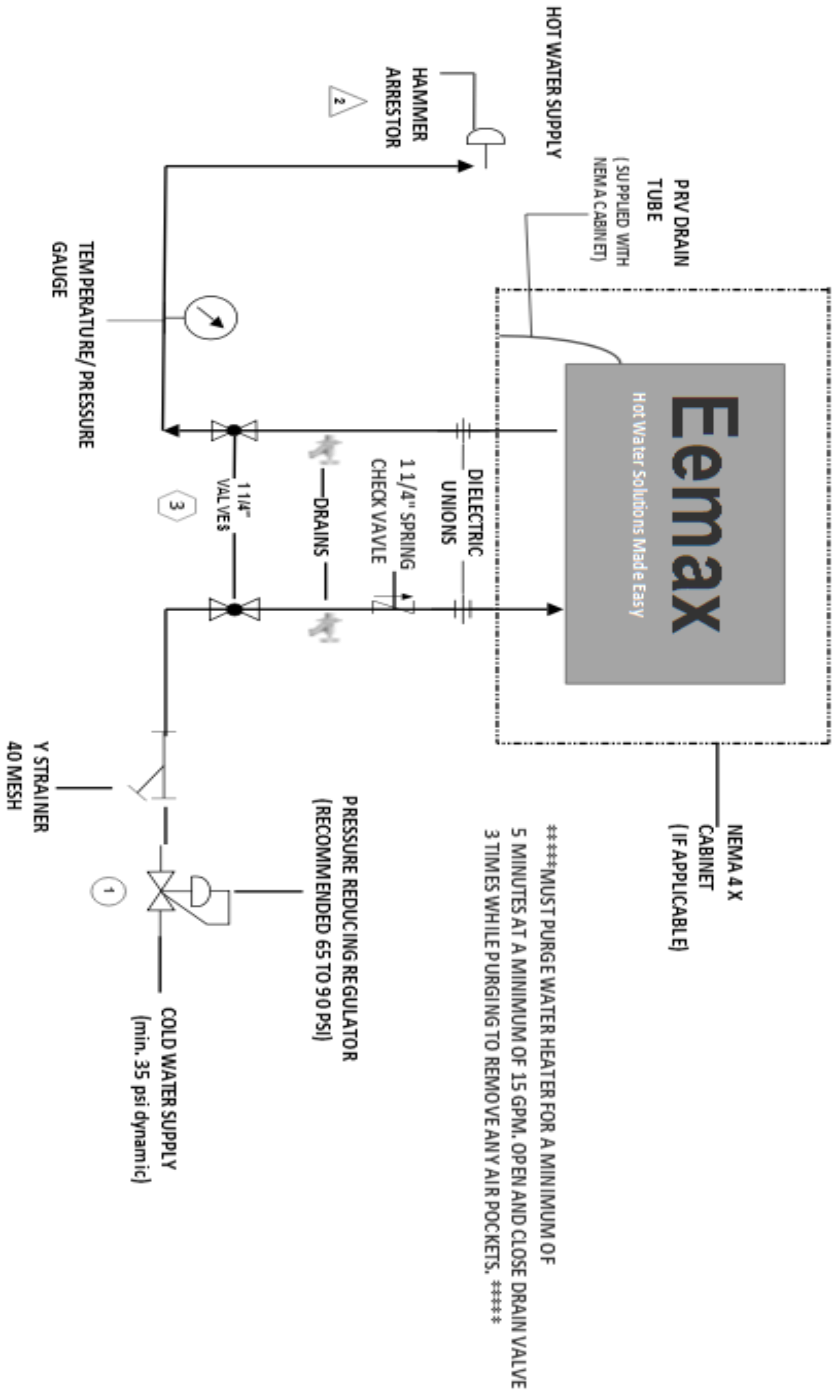 HOT WATER SUPPLY
HAMMER
ARRESTOR
2
PRV DRAIN
TUBE
( SUPPLIED WITH
NEMA CABINET)
TEMPERATURE/ PRESSURE
GAUGE
Eemax
Hot Water Solutions Made Easy
DIELECTRIC
UNIONS
1 1/4" SPRING
CHECK VAVLE
DRAINS
1 1/4"
VALVES
3
NEMA 4 X
CABINET
( IF APPLICABLE)
*****MUST PURGE WATER HEATER FOR A MINIMUM OF
5 MINUTES AT A MINIMUM OF 15 GPM. OPEN AND CLOSE DRAIN VALVE
3 TIMES WHILE PURGING TO REMOVE ANY AIR POCKETS. *****
PRESSURE REDUCING REGULATOR
(RECOMMENDED 65 TO 90 PSI)
1
Y STRAINER
40 MESH
COLD WATER SUPPLY
(min. 35 psi dynamic)